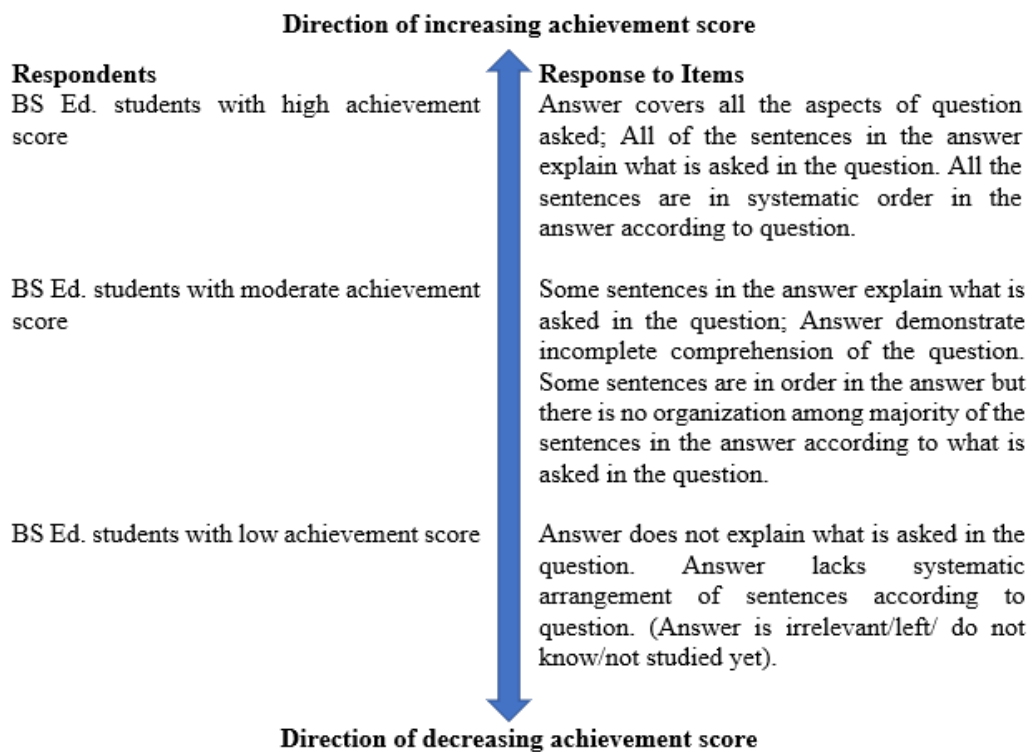 Direction of increasing achievement score
Respondents
BS Ed. students with high achievement
score
Response to Items
Answer covers all the aspects of question
asked; All of the sentences in the answer
explain what is asked in the question. All the
sentences are in systematic order in the
answer according to question.
BS Ed. students with moderate achievement
score
Some sentences in the answer explain what is
asked in the question; Answer demonstrate
incomplete comprehension of the question.
Some sentences are in order in the answer but
there is no organization among majority of the
sentences in the answer according to what is
asked in the question.
BS Ed. students with low achievement score
Answer does not explain what is asked in the
question. Answer lacks systematic
arrangement of sentences according to
question. (Answer is irrelevant/left/ do not
know/not studied yet).
Direction of decreasing achievement score